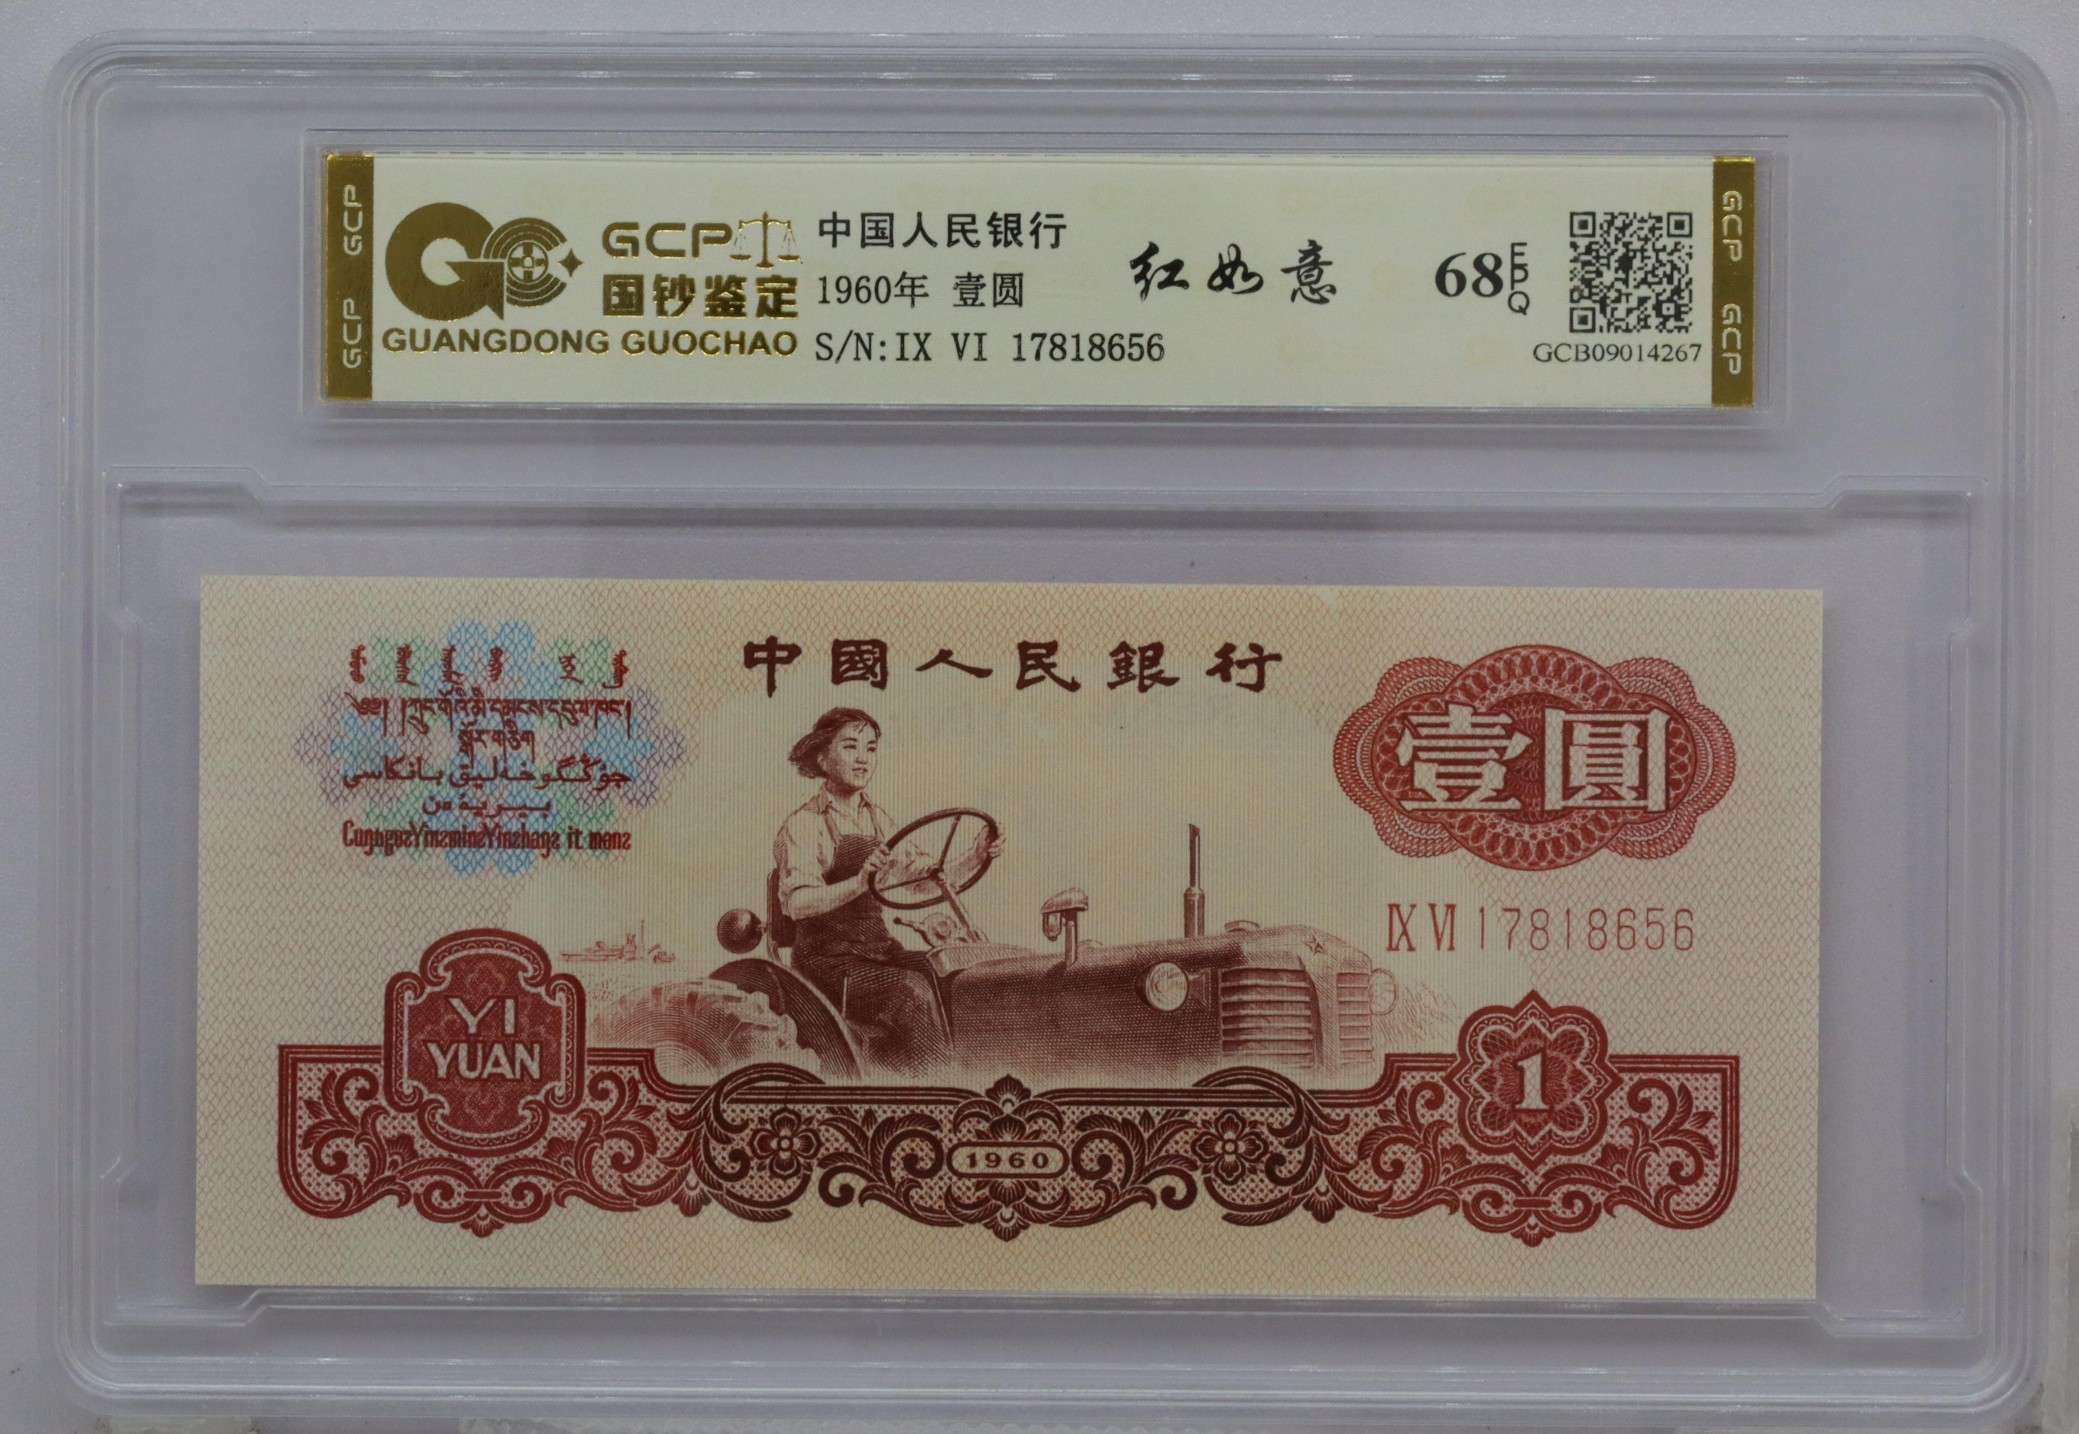 GCP GCP
GCP 国钞鉴定
GUANGDONG GUOCHAO
中国人民银行
1960年 壹圆
S/N:IX VI 17818656
红如意
68 EPQ
GCB09014267
GCP GCP
中國人民銀行
壹圓
IX VI 17818656
YI
YUAN
1960
1